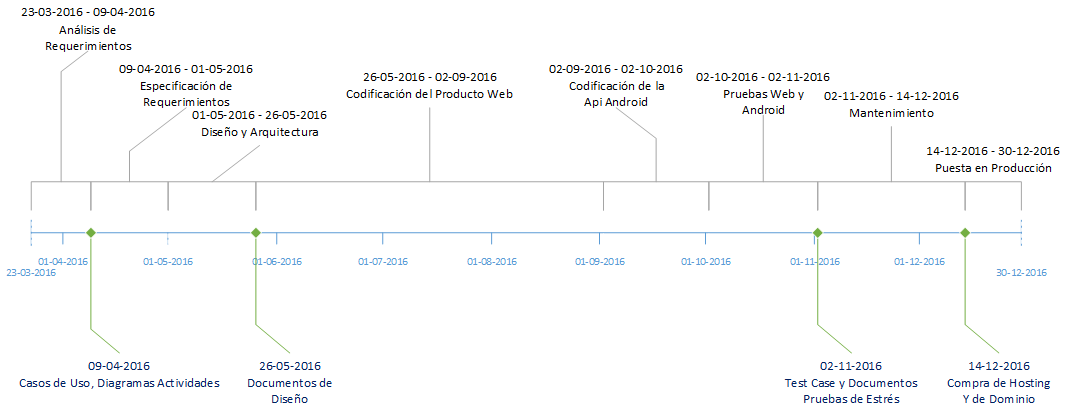 23-03-2016 - 09-04-2016
Análisis de
Requerimientos
09-04-2016 - 01-05-2016
Especificación de
Requerimientos
01-05-2016 - 26-05-2016
Diseño y Arquitectura
26-05-2016 - 02-09-2016
Codificación del Producto Web
02-09-2016 - 02-10-2016
Codificación de la
Api Android
02-10-2016 - 02-11-2016
Pruebas Web y
Android
02-11-2016 - 14-12-2016
Mantenimiento
14-12-2016 - 30-12-2016
Puesta en Producción
23-03-2016
01-04-2016
01-05-2016
01-06-2016
01-07-2016
01-08-2016
01-09-2016
01-10-2016
01-11-2016
01-12-2016
30-12-2016
09-04-2016
Casos de Uso, Diagramas Actividades
26-05-2016
Documentos de
Diseño
02-11-2016
Test Case y Documentos
Pruebas de Estrés
14-12-2016
Compra de Hosting
Y de Dominio